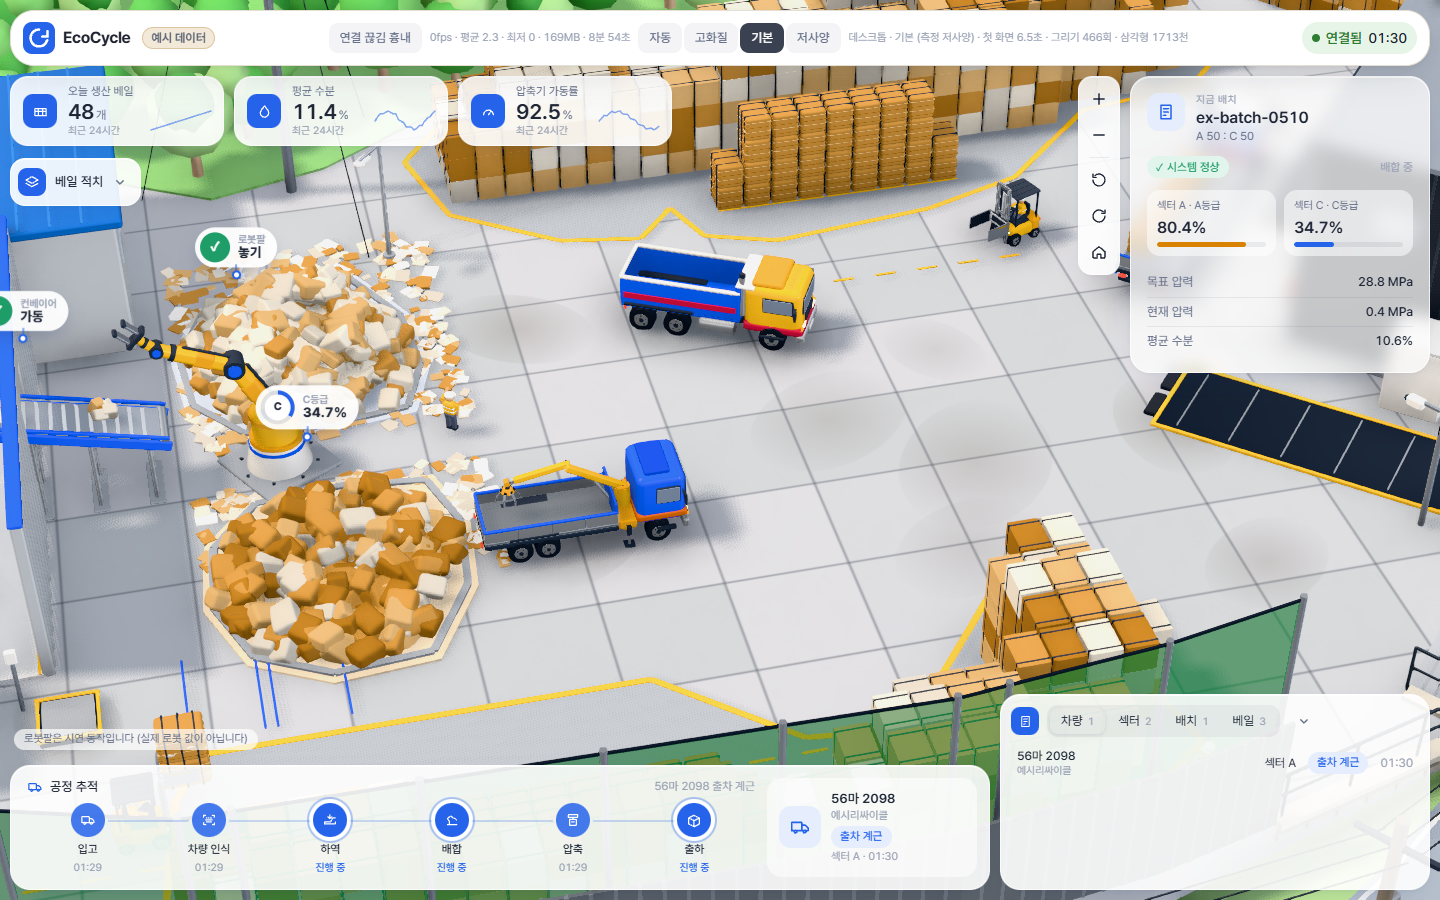 EcoCycle 예시 데이터
연결 끊김 흉내
0fps · 평균 2.3 · 최저 0 · 169MB · 8분 54초
자동 고화질 기본 저사양
데스크톱 · 기본 (측정 저사양) · 첫 화면 6.5초 · 그리기 466회 · 삼각형 1713천
연결됨 01:30
오늘 생산 베일
48개
최근 24시간
평균 수분
11.4%
최근 24시간
압축기 가동률
92.5%
최근 24시간
베일 적치
지금 배치
ex-batch-0510
A 50 : C 50
✓ 시스템 정상
배합 중
섹터 A · A등급
80.4%
섹터 C · C등급
34.7%
목표 압력 28.8 MPa
현재 압력 0.4 MPa
평균 수분 10.6%
로봇팔
놓기
컨베이어
가동
C
C등급
34.7%
로봇팔은 시연 동작입니다 (실제 로봇 값이 아닙니다)
공정 추적
56마 2098 출차 계근
입고
01:29
차량 인식
01:29
하역
진행 중
배합
진행 중
압축
01:29
출하
진행 중
56마 2098
예시리싸이클
출차 계근
섹터 A · 01:30
차량 1 섹터 2 배치 1 베일 3
56마 2098
예시리싸이클
섹터 A 출차 계근 01:30